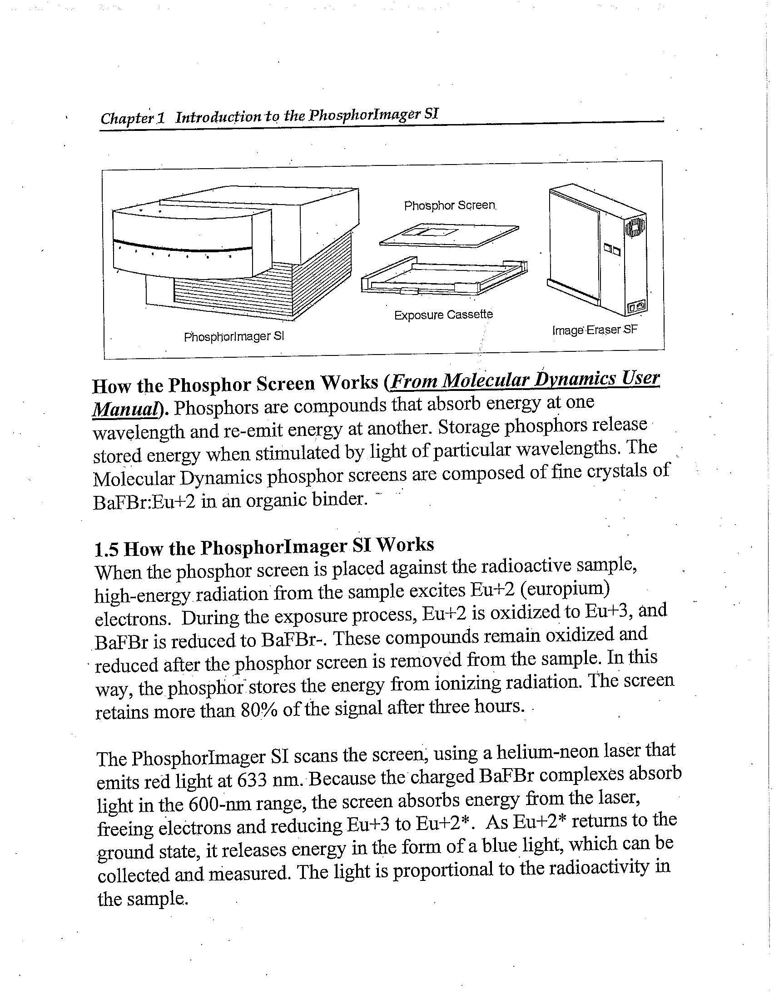 Chapter 1 Introduction to the PhosphorImager SI
Phosphor Screen
Exposure Cassette
PhosphorImager SI
Image Eraser SF
How the Phosphor Screen Works (From Molecular Dynamics User
Manual). Phosphors are compounds that absorb energy at one
wavelength and re-emit energy at another. Storage phosphors release
stored energy when stimulated by light of particular wavelengths. The
Molecular Dynamics phosphor screens are composed of fine crystals of
BaFBr:Eu+2 in an organic binder.
1.5 How the PhosphorImager SI Works
When the phosphor screen is placed against the radioactive sample,
high-energy radiation from the sample excites Eu+2 (europium)
electrons. During the exposure process, Eu+2 is oxidized to Eu+3, and
BaFBr is reduced to BaFBr-. These compounds remain oxidized and
reduced after the phosphor screen is removed from the sample. In this
way, the phosphor stores the energy from ionizing radiation. The screen
retains more than 80% of the signal after three hours.
The PhosphorImager SI scans the screen, using a helium-neon laser that
emits red light at 633 nm. Because the charged BaFBr complexes absorb
light in the 600-nm range, the screen absorbs energy from the laser,
freeing electrons and reducing Eu+3 to Eu+2*. As Eu+2* returns to the
ground state, it releases energy in the form of a blue light, which can be
collected and measured. The light is proportional to the radioactivity in
the sample.